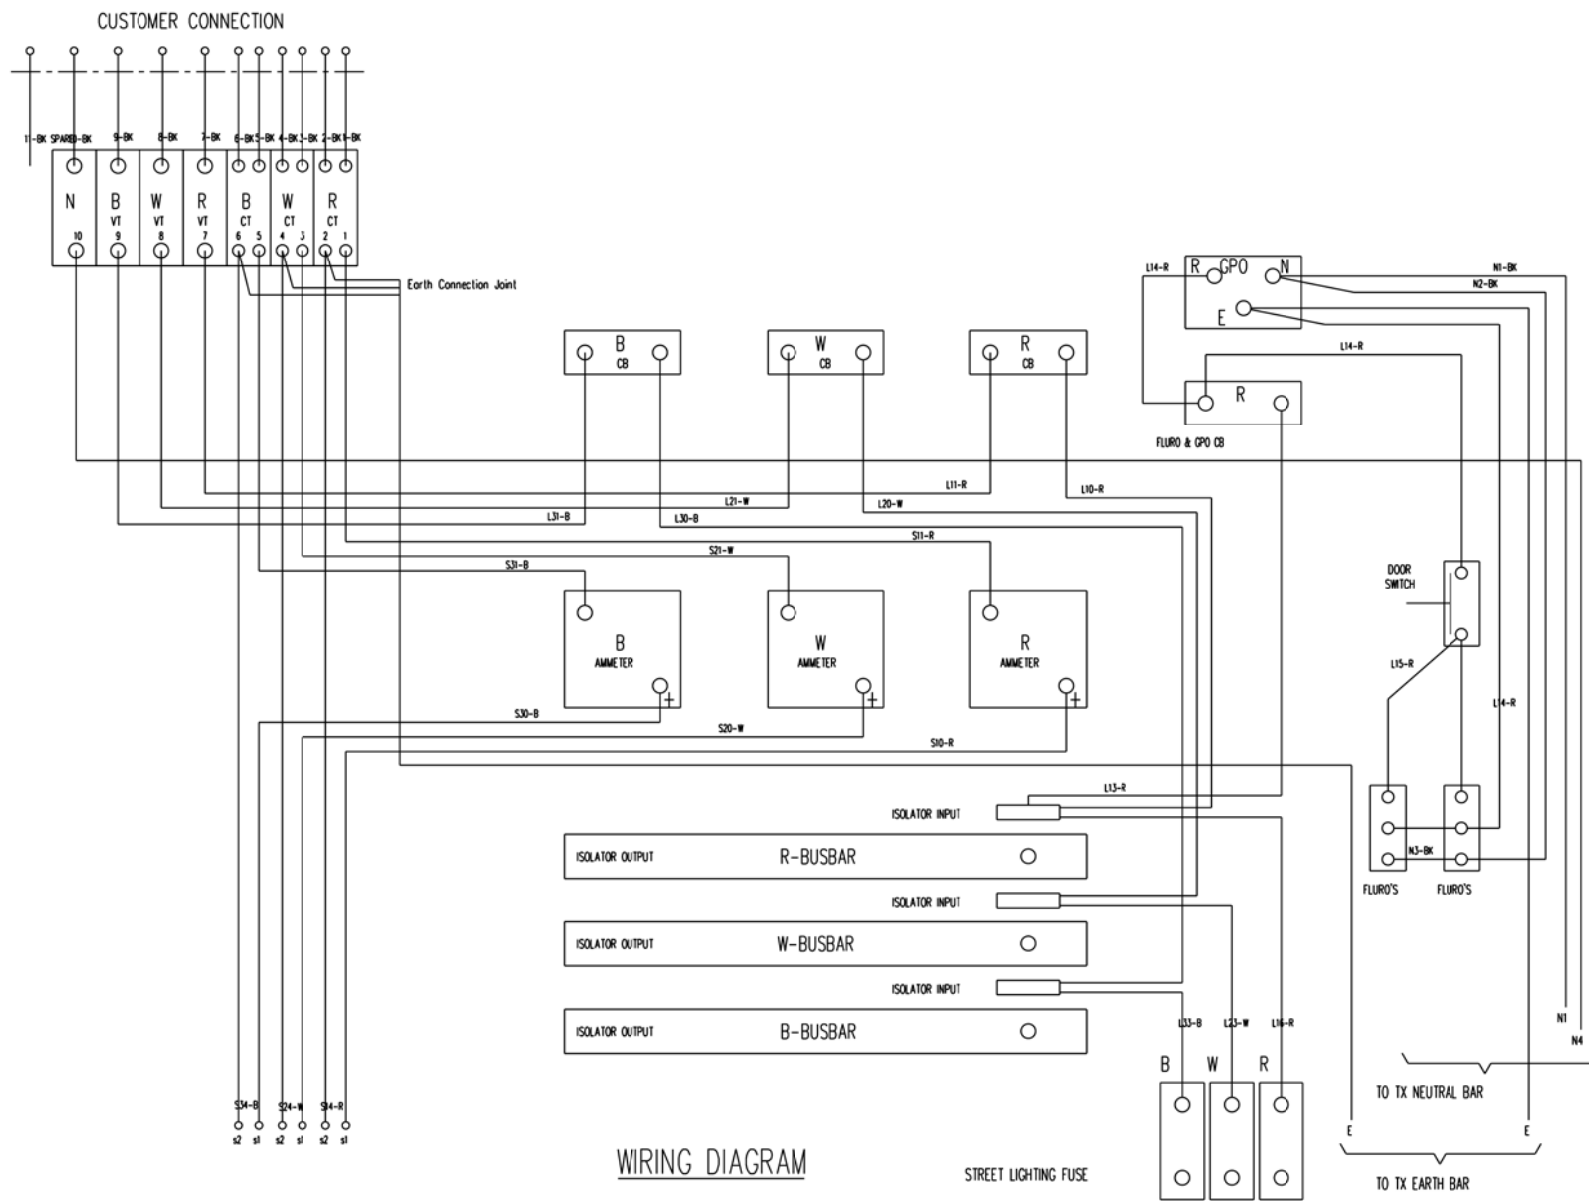 CUSTOMER CONNECTION
11-BK SPARE 10-BK 9-BK 8-BK 7-BK 6-BK 5-BK 4-BK 3-BK 2-BK 1-BK
N B W R B W R
VT VT VT CT CT CT
10 9 8 7 6 5 4 3 2 1
Earth Connection Joint
L14-R R GPO N N1-BK
N2-BK
E
B W R
CB CB CB
L14-R
R
FLURO & GPO CB
L11-R L10-R
L21-W L20-W
L31-B L30-B
S11-R
S21-W
S31-B
DOOR
SWITCH
B W R
AMMETER AMMETER AMMETER
+ + +
L15-R
L14-R
S30-B
S20-W
S10-R
L13-R
ISOLATOR INPUT
ISOLATOR OUTPUT R-BUSBAR
N3-BK
FLURO'S FLURO'S
ISOLATOR INPUT
ISOLATOR OUTPUT W-BUSBAR
ISOLATOR INPUT
ISOLATOR OUTPUT B-BUSBAR
L33-B L23-W L16-R
N1
N4
B W R
TO TX NEUTRAL BAR
S34-B S24-W S14-R
s2 s1 s2 s1 s2 s1
E E
WIRING DIAGRAM
STREET LIGHTING FUSE
TO TX EARTH BAR